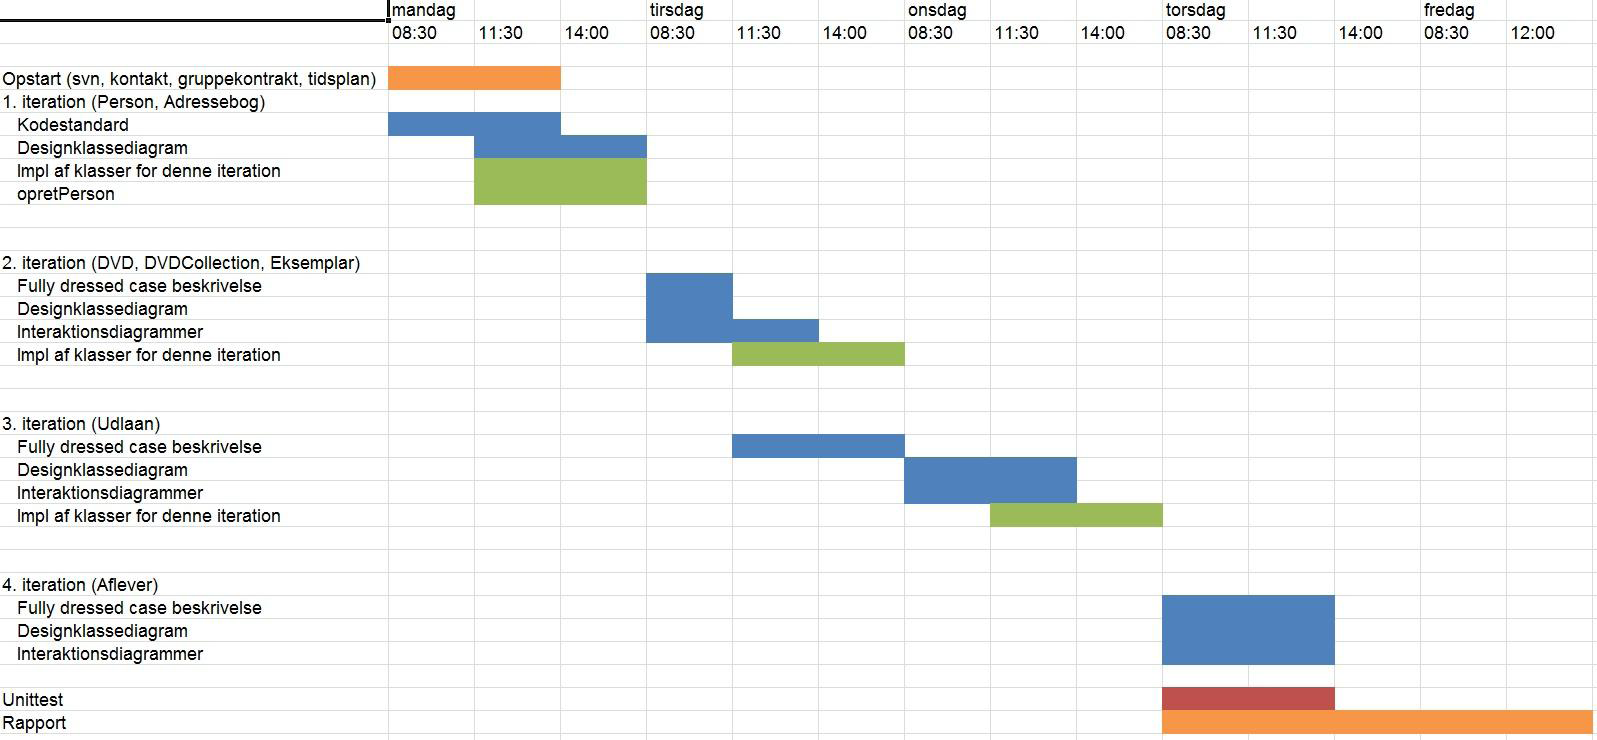 mandag tirsdag onsdag torsdag fredag
08:30 11:30 14:00 08:30 11:30 14:00 08:30 11:30 14:00 08:30 11:30 14:00 08:30 12:00
Opstart (svn, kontakt, gruppekontrakt, tidsplan)
1. iteration (Person, Adressebog)
Kodestandard
Designklassediagram
Impl af klasser for denne iteration
opretPerson
2. iteration (DVD, DVDCollection, Eksemplar)
Fully dressed case beskrivelse
Designklassediagram
Interaktionsdiagrammer
Impl af klasser for denne iteration
3. iteration (Udlaan)
Fully dressed case beskrivelse
Designklassediagram
Interaktionsdiagrammer
Impl af klasser for denne iteration
4. iteration (Aflever)
Fully dressed case beskrivelse
Designklassediagram
Interaktionsdiagrammer
Unittest
Rapport